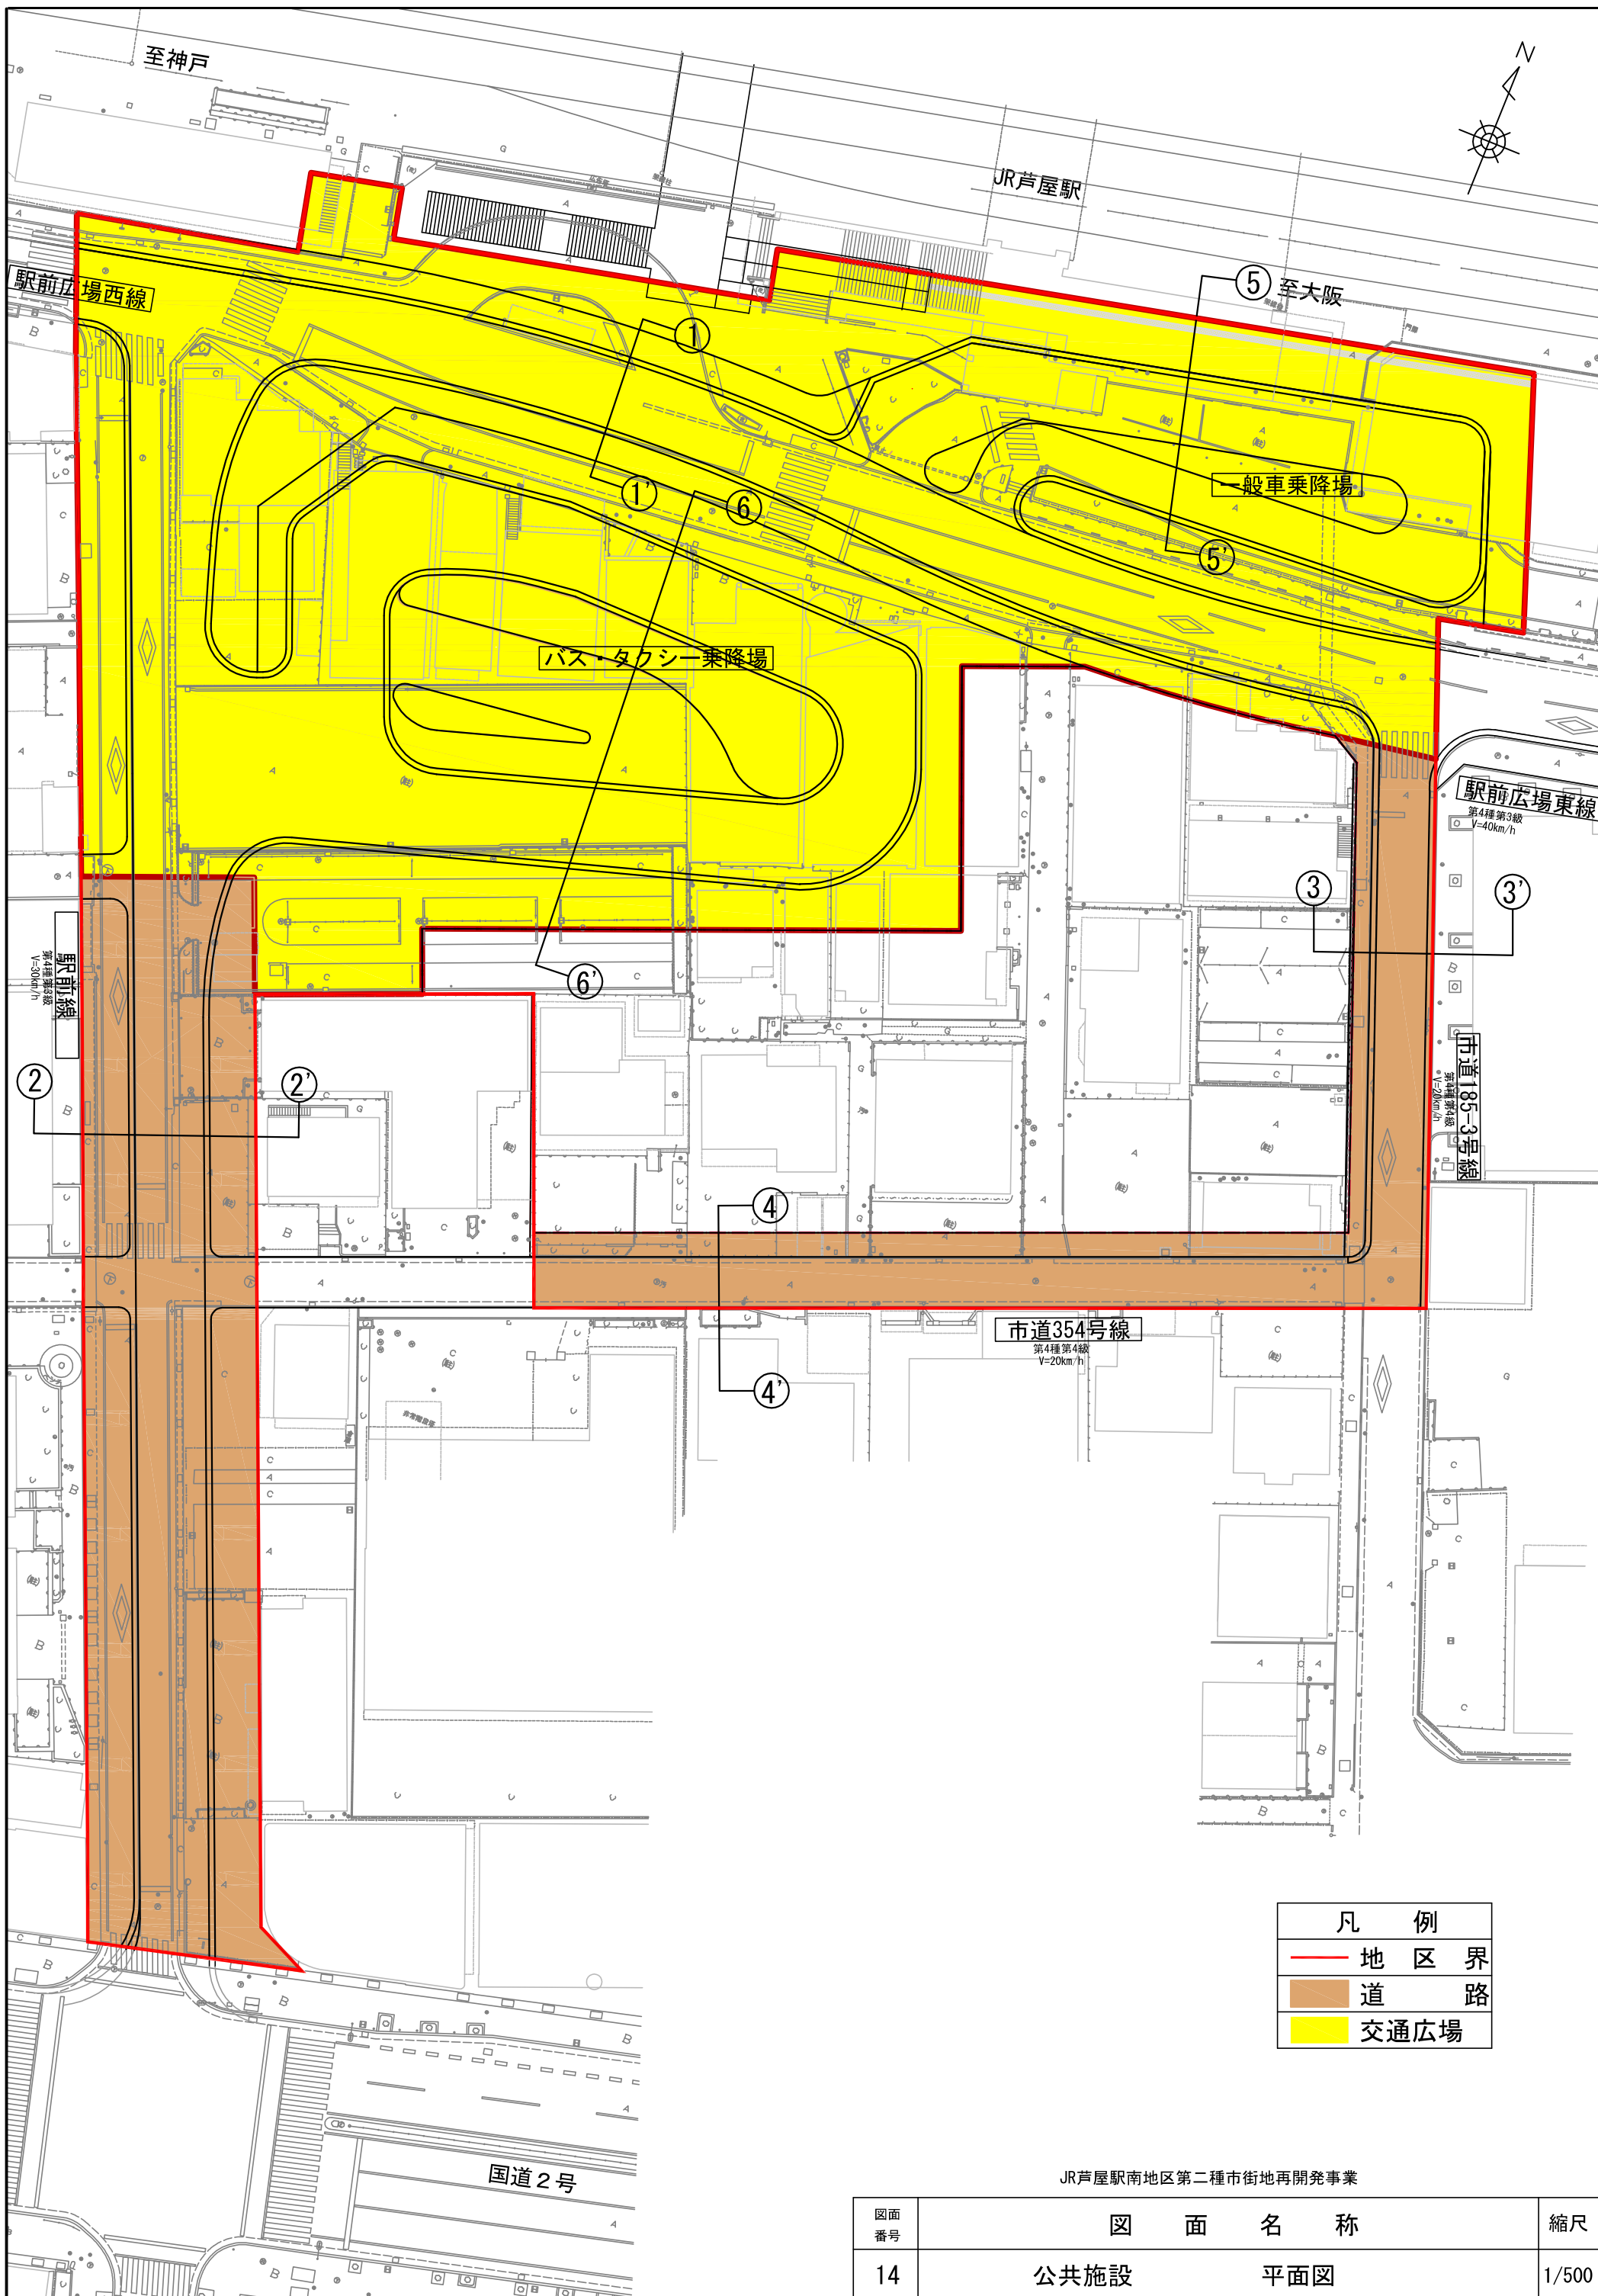 至神戸
N
JR芦屋駅
⑤ 至大阪
駅前広場西線
①
一般車乗降場
①'
⑥
⑤'
バス・タクシー乗降場
駅前広場東線
第4種第3級
V=40km/h
③
③'
駅前線
第4種第3級
V=30km/h
⑥'
市道185-3号線
第4種第4級
V=20km/h
②
②'
④
市道354号線
第4種第4級
V=20km/h
④'
非常階段等
凡 例
地 区 界
道 路
交通広場
国道2号
JR芦屋駅南地区第二種市街地再開発事業
図面番号
図 面 名 称
縮尺
14
公共施設 平面図
1/500